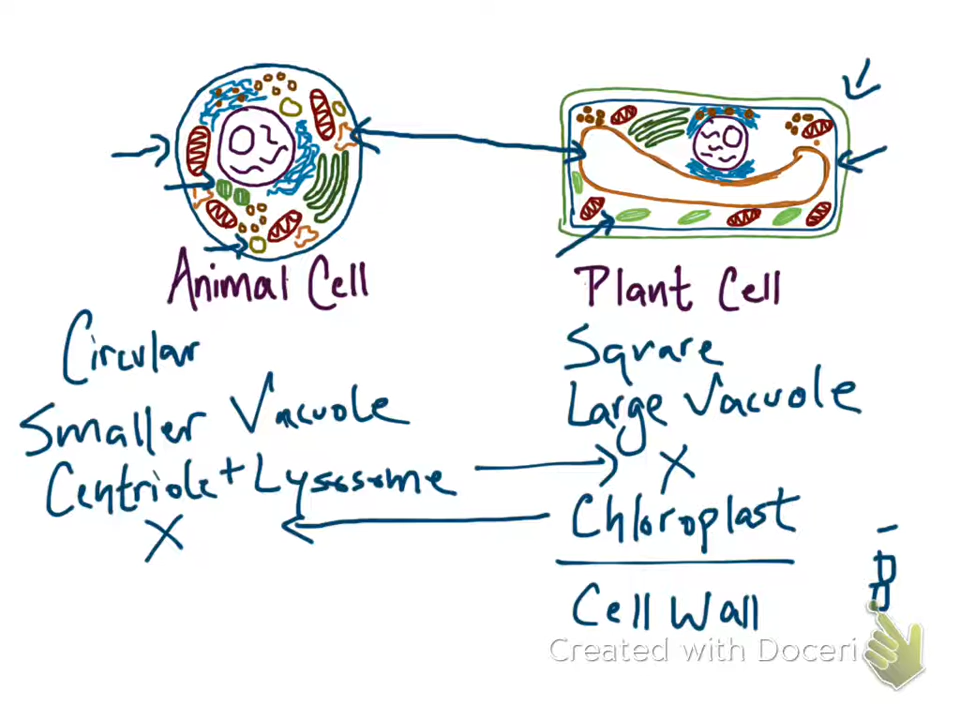 Animal Cell
Plant Cell
Circular
Square
Smaller Vacuole
Large Vacuole
Centriole + Lysosome
X
X
Chloroplast
Cell Wall
Created with Doceri